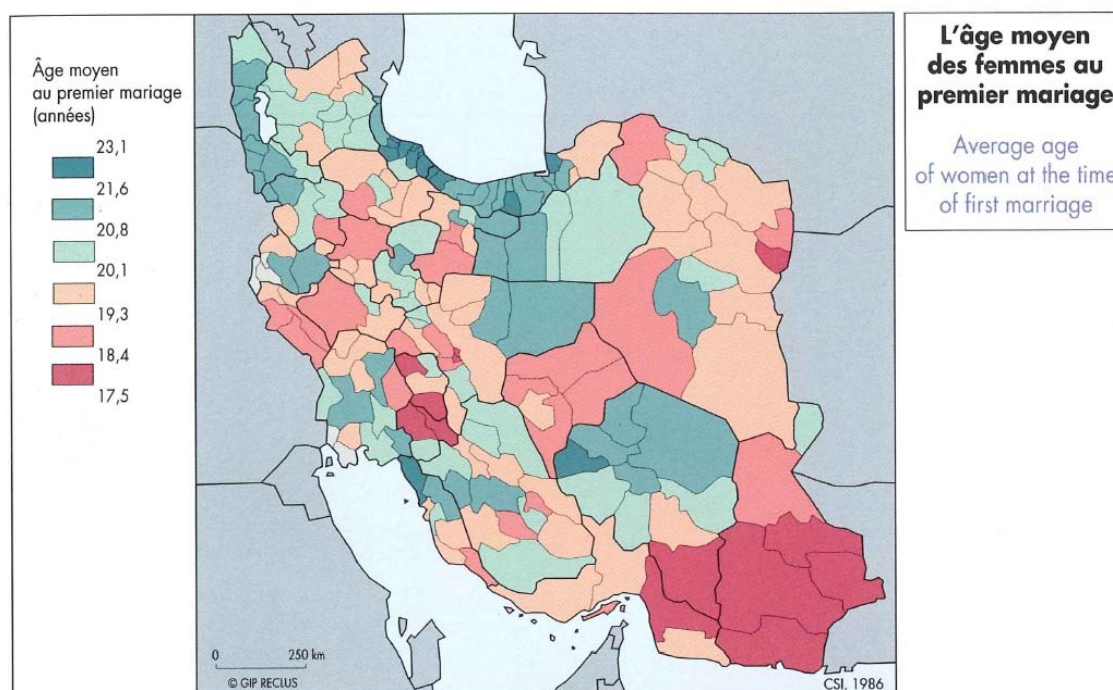 Âge moyen
au premier mariage
(années)
23,1
21,6
20,8
20,1
19,3
18,4
17,5
0 250 km
© GIP RECLUS
CSI, 1986
L'âge moyen
des femmes au
premier mariage
Average age
of women at the time
of first marriage